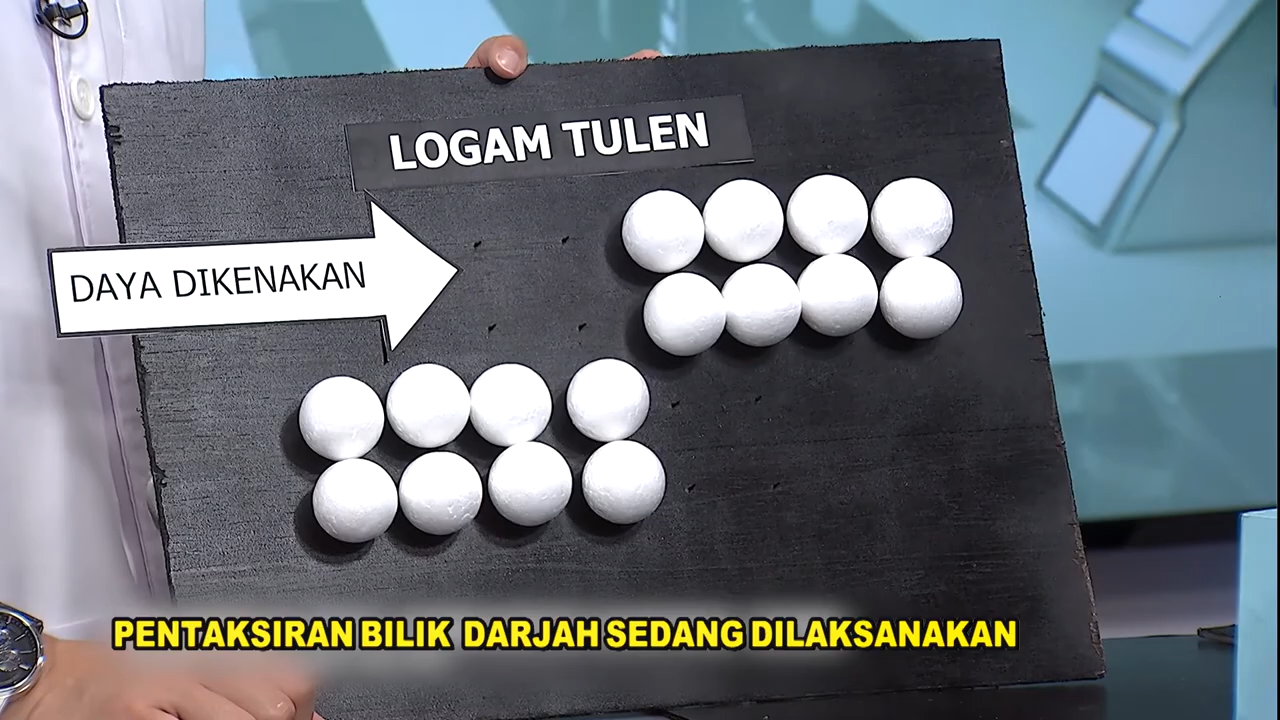 LOGAM TULEN
DAYA DIKENAKAN
PENTAKSIRAN BILIK DARJAH SEDANG DILAKSANAKAN